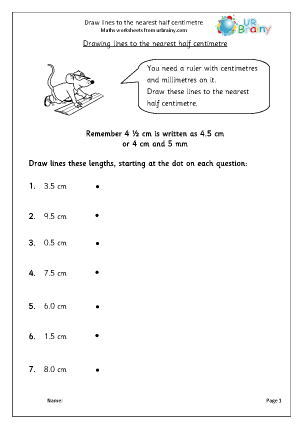 Draw lines to the nearest half centimetre
Maths worksheets from urbrainy.com
UR
Brainy
Drawing lines to the nearest half centimetre
You need a ruler with centimetres
and millimetres on it.
Draw these lines to the nearest
half centimetre.
Remember 4 ½ cm is written as 4.5 cm
or 4 cm and 5 mm
Draw lines these lengths, starting at the dot on each question:
1. 3.5 cm
2. 9.5 cm
3. 0.5 cm
4. 7.5 cm
5. 6.0 cm
6. 1.5 cm
7. 8.0 cm
Name: Page 1